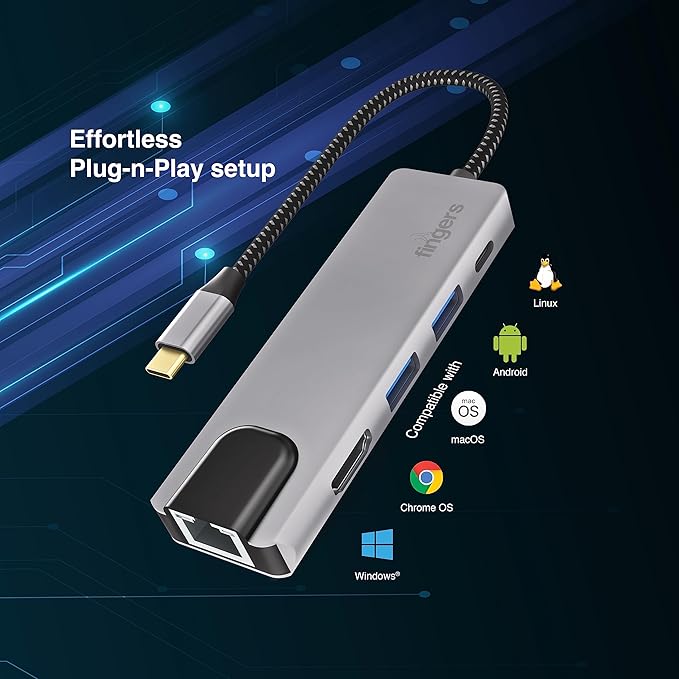 Effortless
Plug-n-Play setup
fingers
Linux
Android
Compatible with
mac
OS
macOS
Chrome OS
Windows®